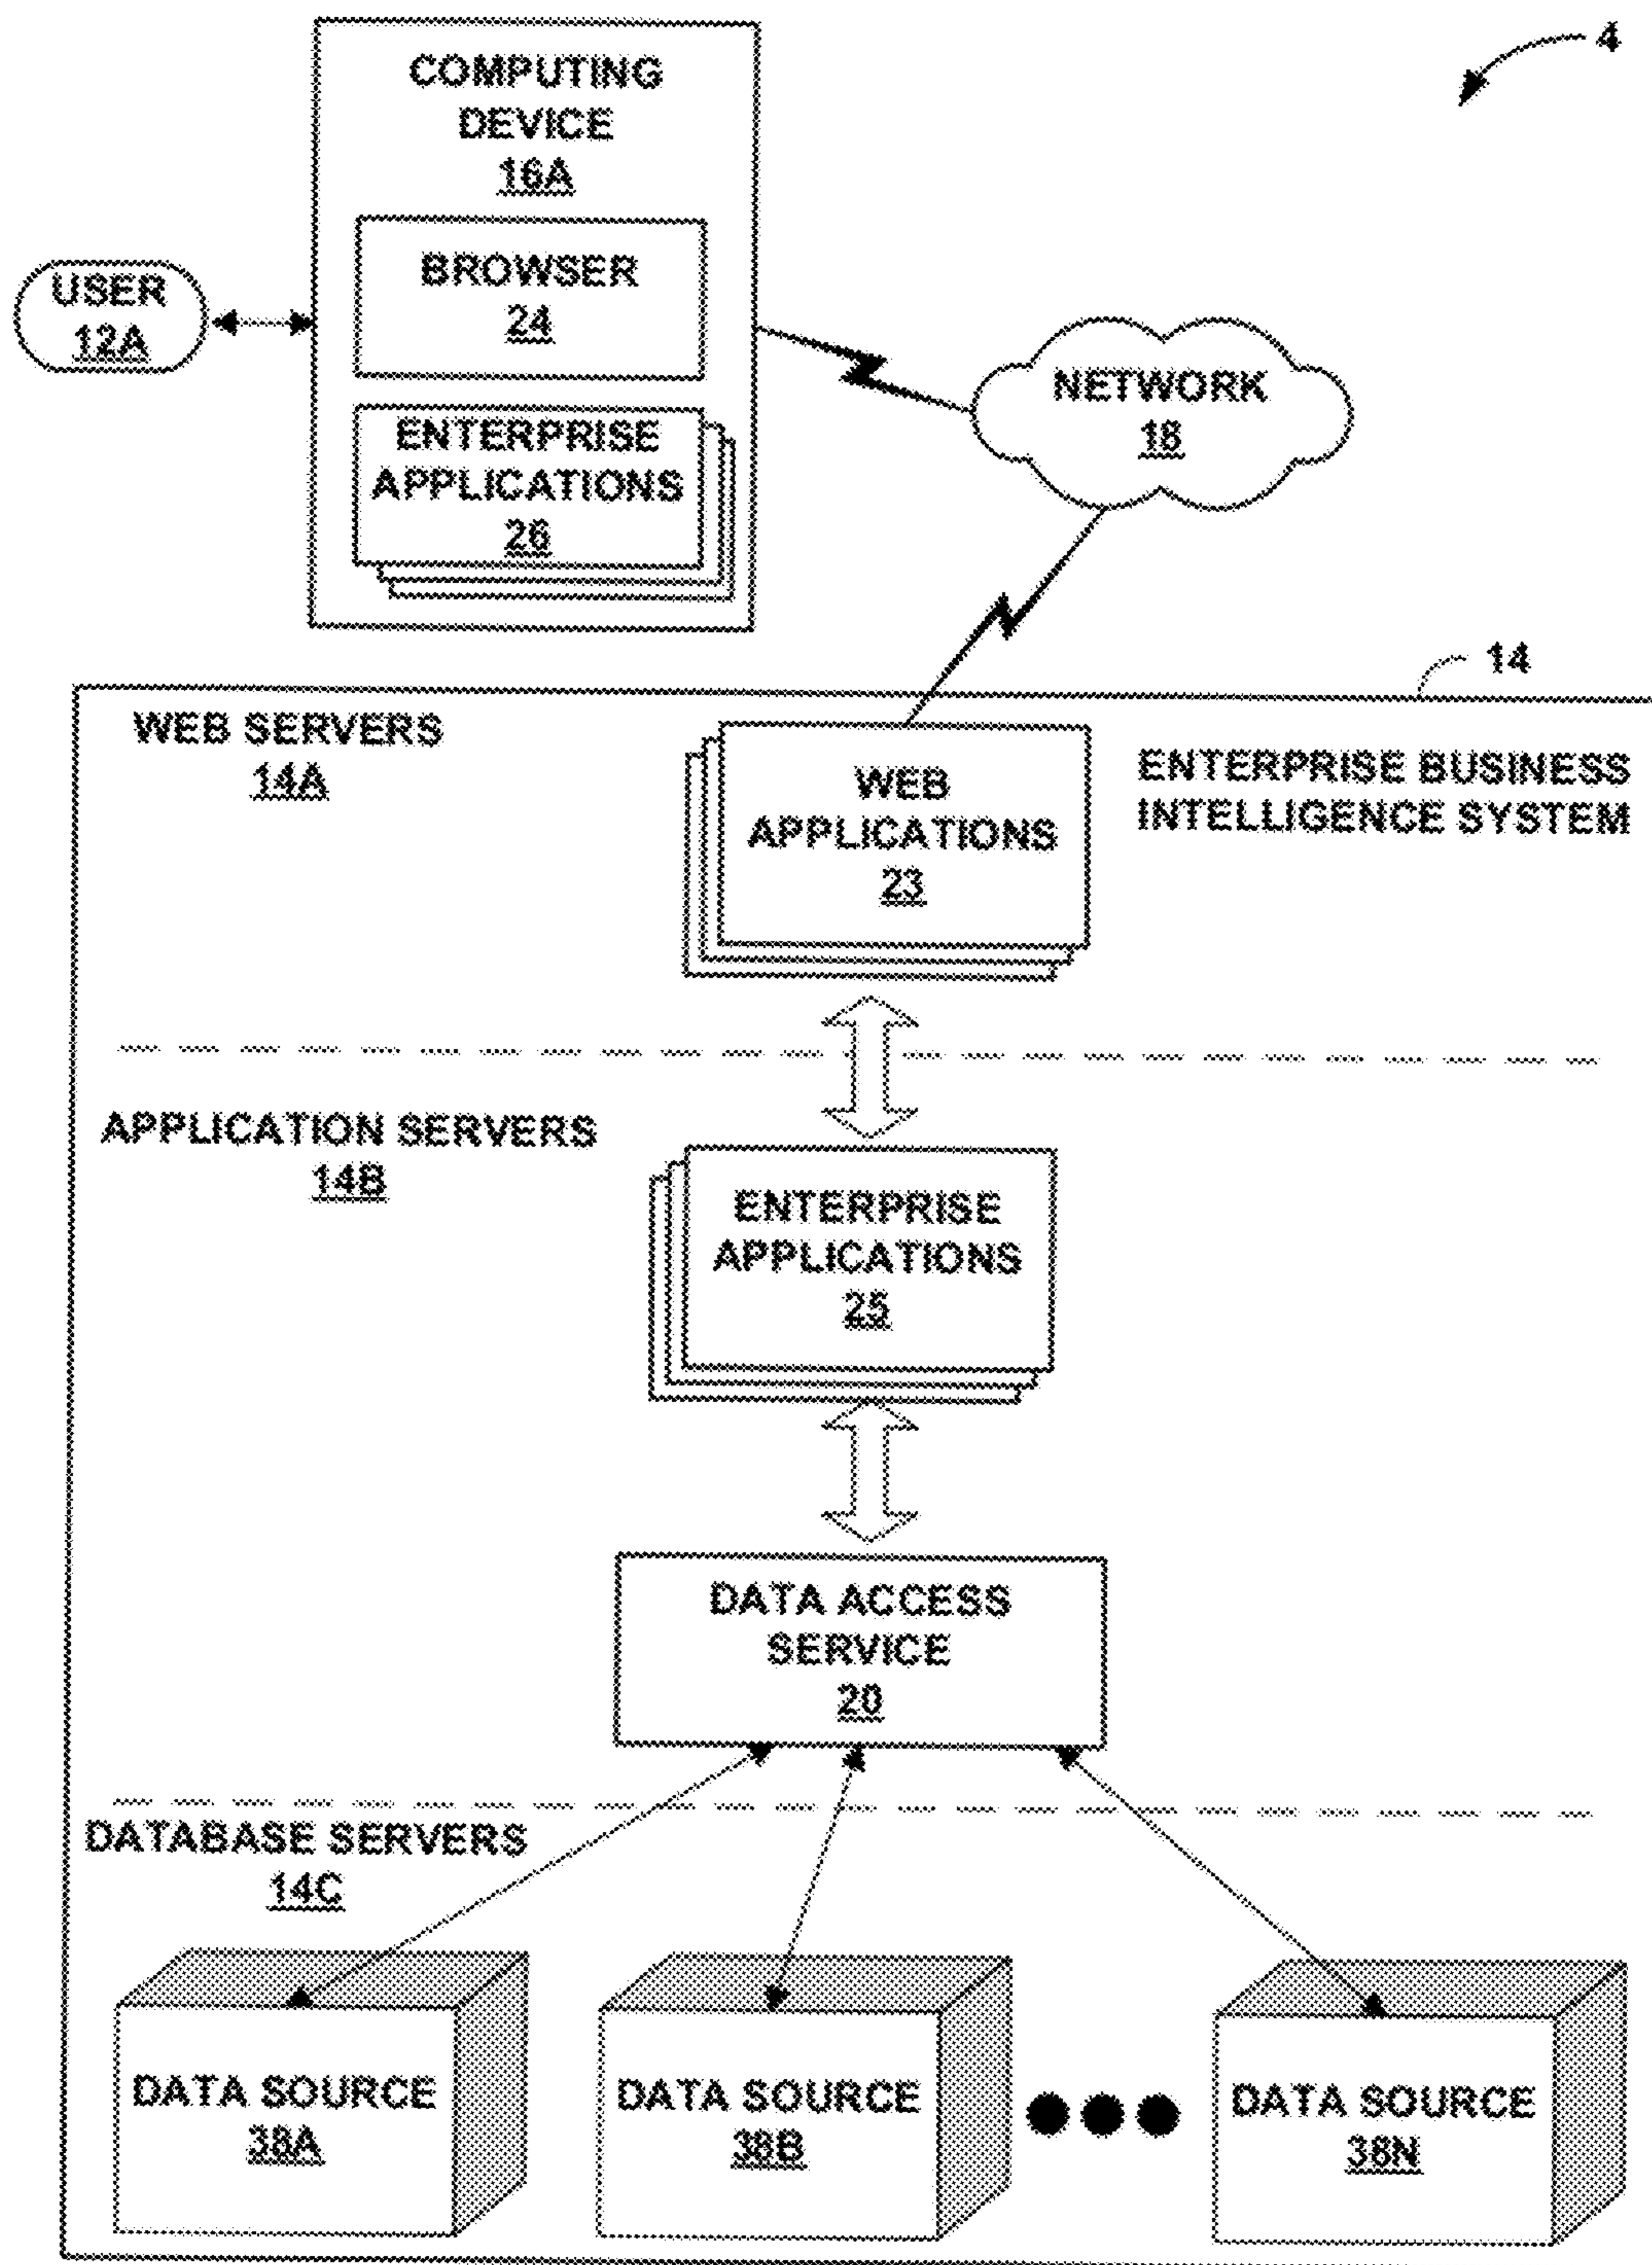 4
COMPUTING
DEVICE
16A
BROWSER
24
USER
12A
NETWORK
18
ENTERPRISE
APPLICATIONS
26
14
WEB SERVERS
14A
WEB
APPLICATIONS
23
ENTERPRISE BUSINESS
INTELLIGENCE SYSTEM
APPLICATION SERVERS
14B
ENTERPRISE
APPLICATIONS
25
DATA ACCESS
SERVICE
20
DATABASE SERVERS
14C
DATA SOURCE
38A
DATA SOURCE
38B
DATA SOURCE
38N